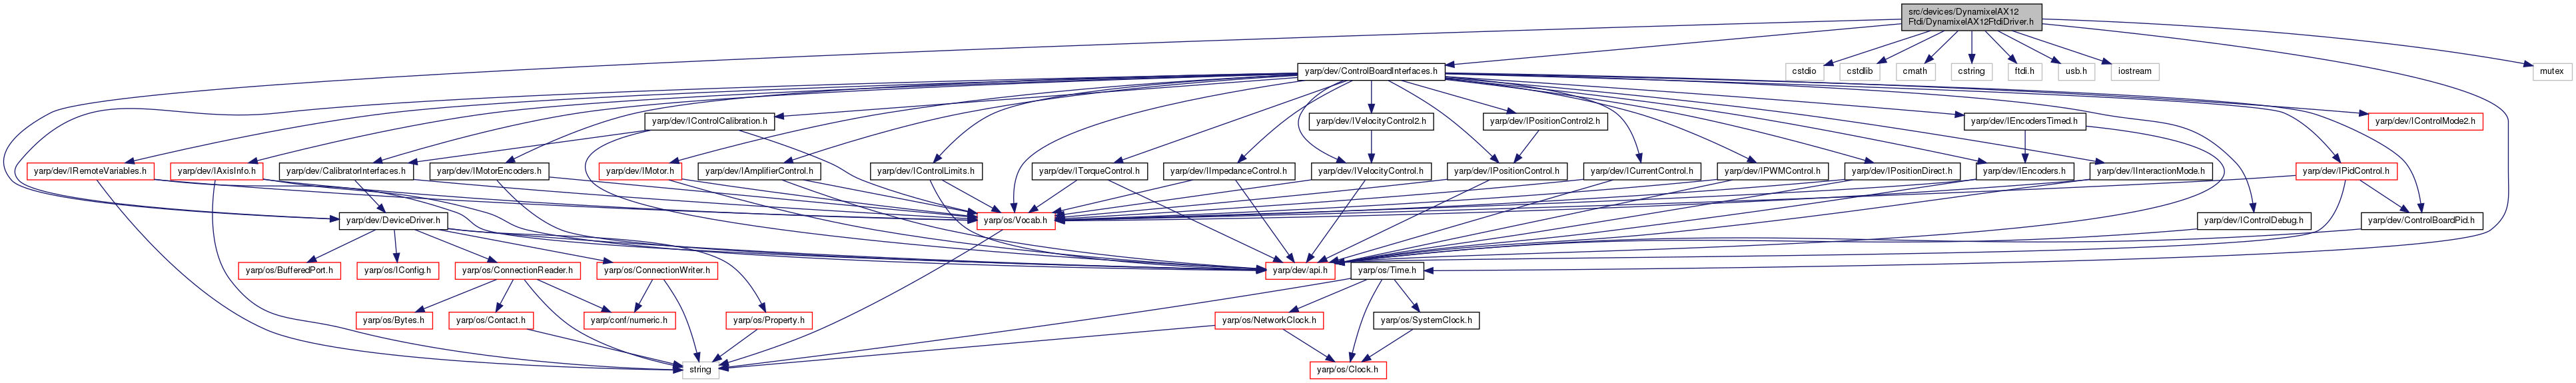 src/devices/DynamixelAX12
Ftdi/DynamixelAX12FtdiDriver.h
yarp/dev/ControlBoardInterfaces.h
cstdio
cstdlib
cmath
cstring
ftdi.h
usb.h
iostream
mutex
yarp/dev/IControlCalibration.h
yarp/dev/IVelocityControl2.h
yarp/dev/IPositionControl2.h
yarp/dev/IEncodersTimed.h
yarp/dev/IControlMode2.h
yarp/dev/IRemoteVariables.h
yarp/dev/IAxisInfo.h
yarp/dev/CalibratorInterfaces.h
yarp/dev/IMotorEncoders.h
yarp/dev/IMotor.h
yarp/dev/IAmplifierControl.h
yarp/dev/IControlLimits.h
yarp/dev/ITorqueControl.h
yarp/dev/IImpedanceControl.h
yarp/dev/IVelocityControl.h
yarp/dev/IPositionControl.h
yarp/dev/ICurrentControl.h
yarp/dev/IPWMControl.h
yarp/dev/IPositionDirect.h
yarp/dev/IEncoders.h
yarp/dev/IInteractionMode.h
yarp/dev/IPidControl.h
yarp/dev/DeviceDriver.h
yarp/os/Vocab.h
yarp/dev/IControlDebug.h
yarp/dev/ControlBoardPid.h
yarp/os/BufferedPort.h
yarp/os/IConfig.h
yarp/os/ConnectionReader.h
yarp/os/ConnectionWriter.h
yarp/dev/api.h
yarp/os/Time.h
yarp/os/Bytes.h
yarp/os/Contact.h
yarp/conf/numeric.h
yarp/os/Property.h
yarp/os/NetworkClock.h
yarp/os/SystemClock.h
string
yarp/os/Clock.h